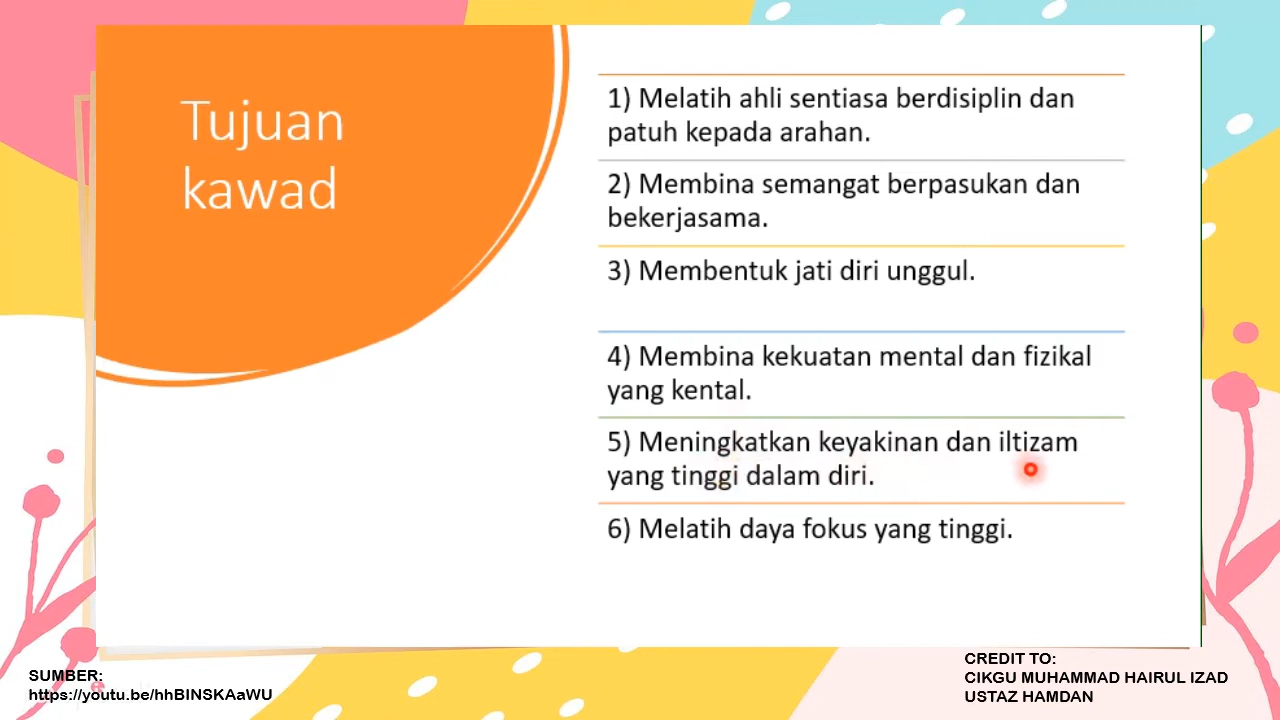 Tujuan
kawad
1) Melatih ahli sentiasa berdisiplin dan
patuh kepada arahan.
2) Membina semangat berpasukan dan
bekerjasama.
3) Membentuk jati diri unggul.
4) Membina kekuatan mental dan fizikal
yang kental.
5) Meningkatkan keyakinan dan iltizam
yang tinggi dalam diri.
6) Melatih daya fokus yang tinggi.
SUMBER:
https://youtu.be/hhBINSKAaWU
CREDIT TO:
CIKGU MUHAMMAD HAIRUL IZAD
USTAZ HAMDAN